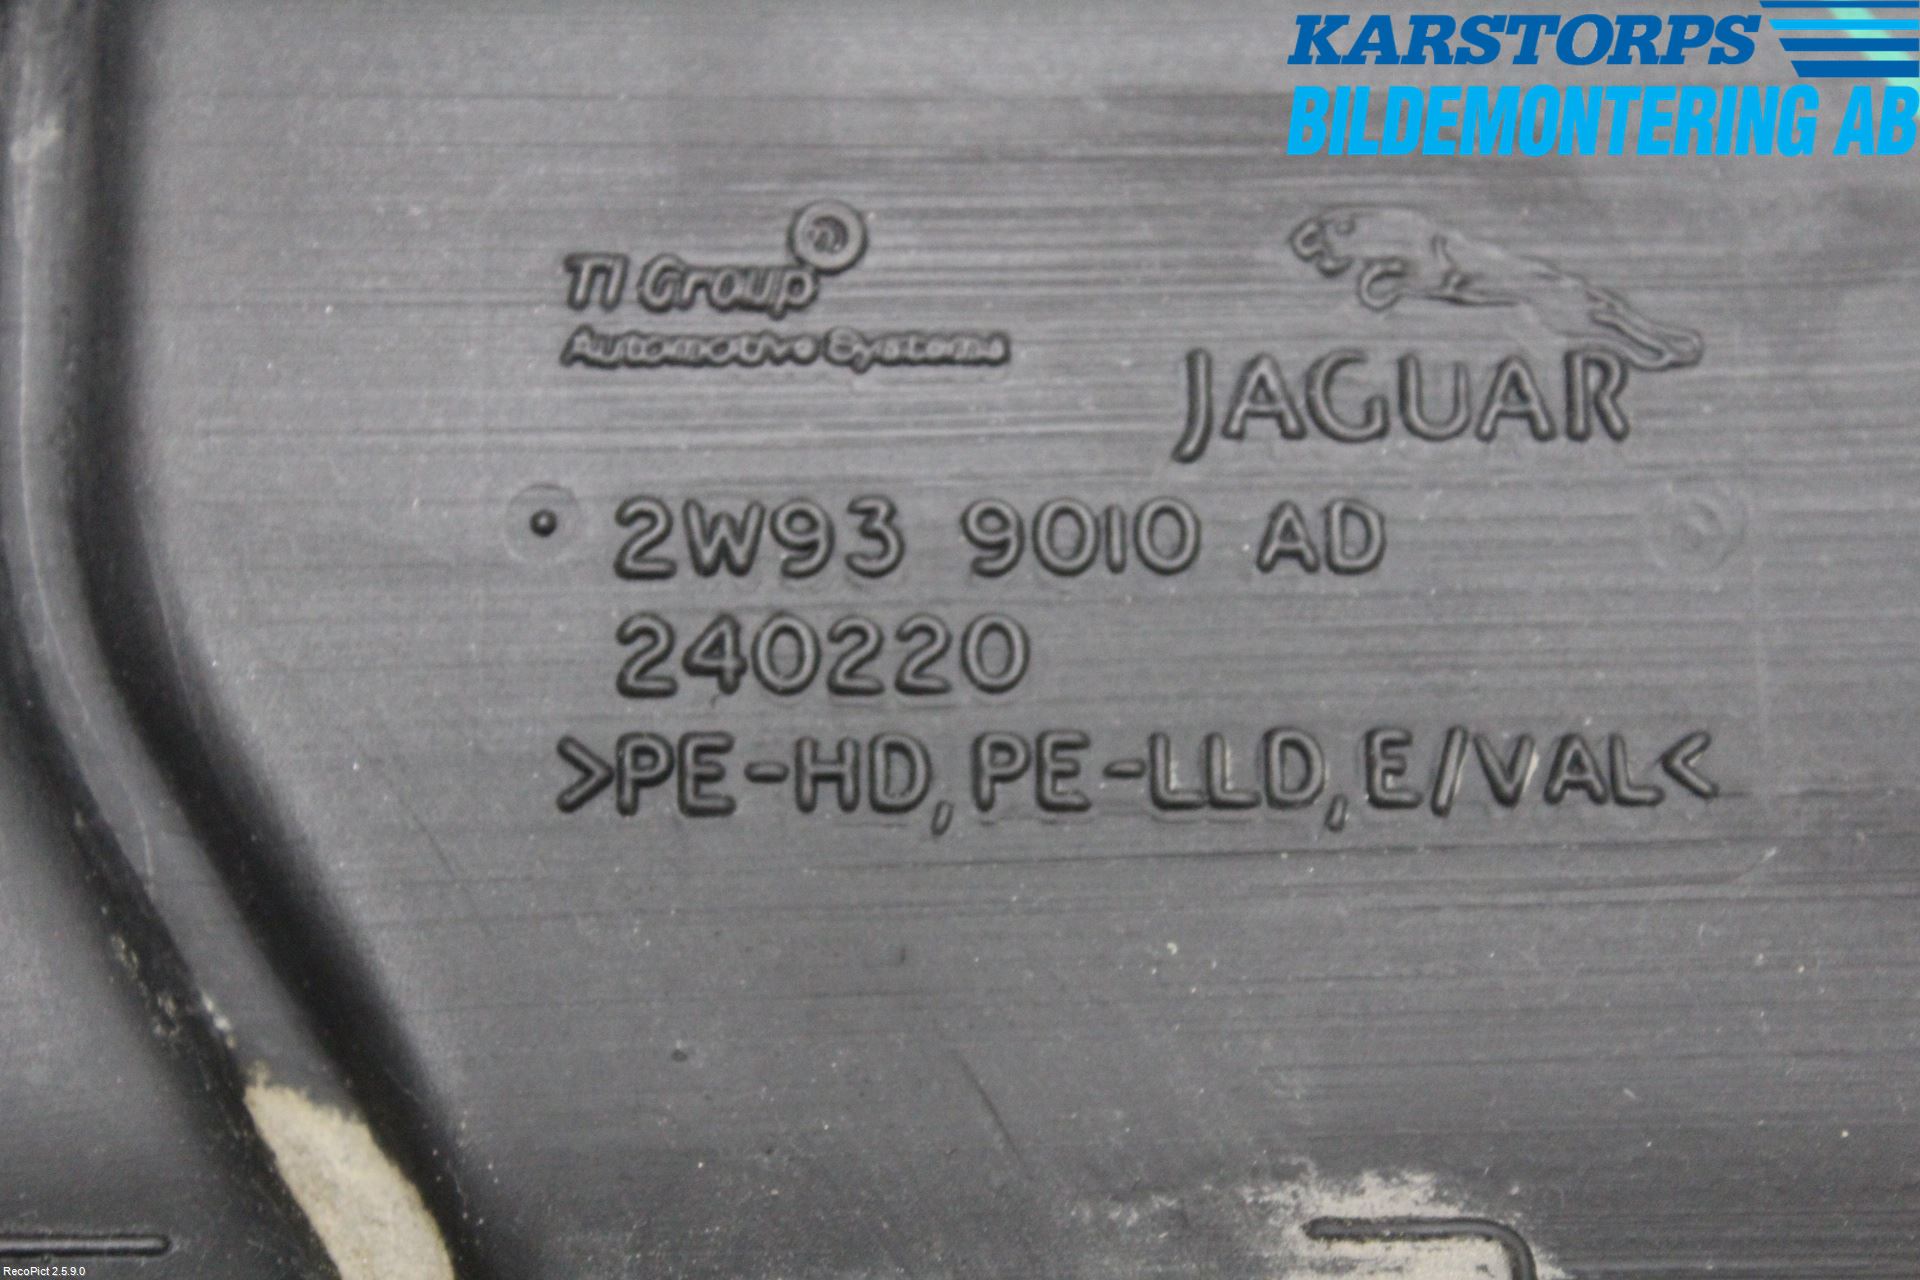 KARSTORPS
BILDEMONTERING AB
TI Group
Automotive Systems
JAGUAR
2W93 9010 AD
240220
>PE-HD, PE-LLD, E/VAL<
RecoPict 2.5.9.0